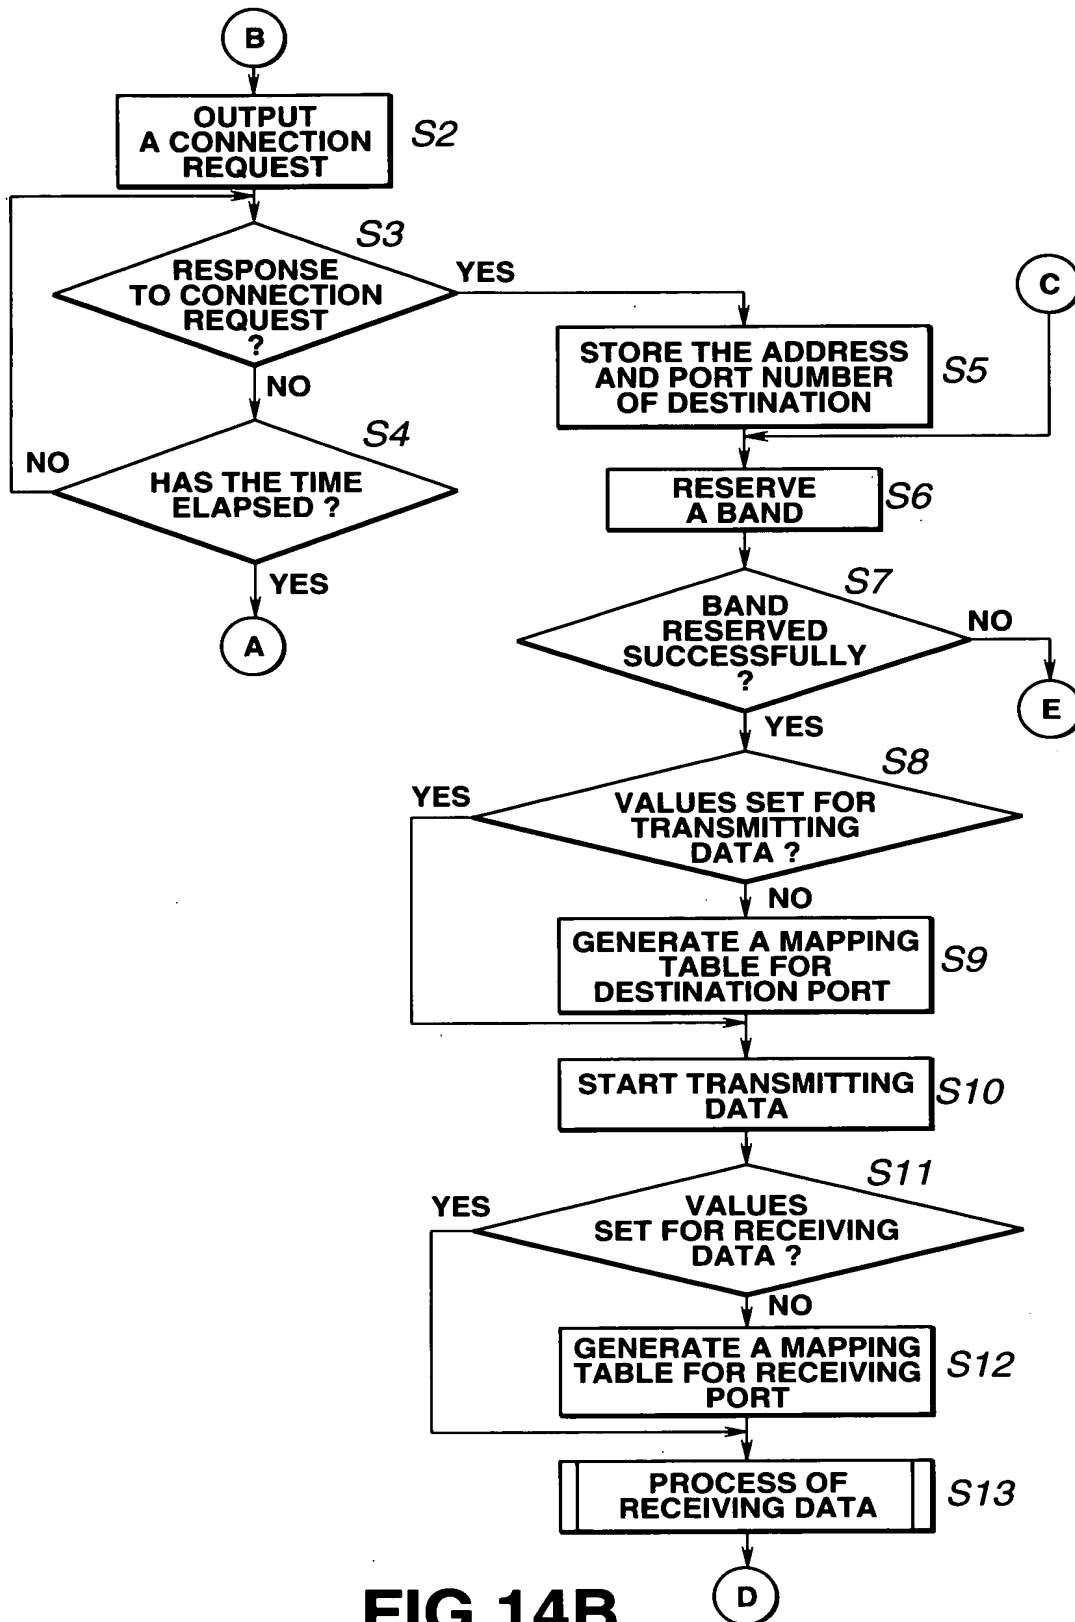 B
OUTPUT
A CONNECTION
REQUEST
S2
S3
RESPONSE
TO CONNECTION
REQUEST
?
YES
NO
C
STORE THE ADDRESS
AND PORT NUMBER
OF DESTINATION
S5
S4
HAS THE TIME
ELAPSED ?
NO
YES
A
RESERVE
A BAND
S6
S7
BAND
RESERVED
SUCCESSFULLY
?
NO
E
YES
S8
VALUES SET FOR
TRANSMITTING
DATA ?
YES
NO
GENERATE A MAPPING
TABLE FOR
DESTINATION PORT
S9
START TRANSMITTING
DATA
S10
S11
VALUES
SET FOR RECEIVING
DATA ?
YES
NO
GENERATE A MAPPING
TABLE FOR RECEIVING
PORT
S12
PROCESS OF
RECEIVING DATA
S13
D
FIG.14B